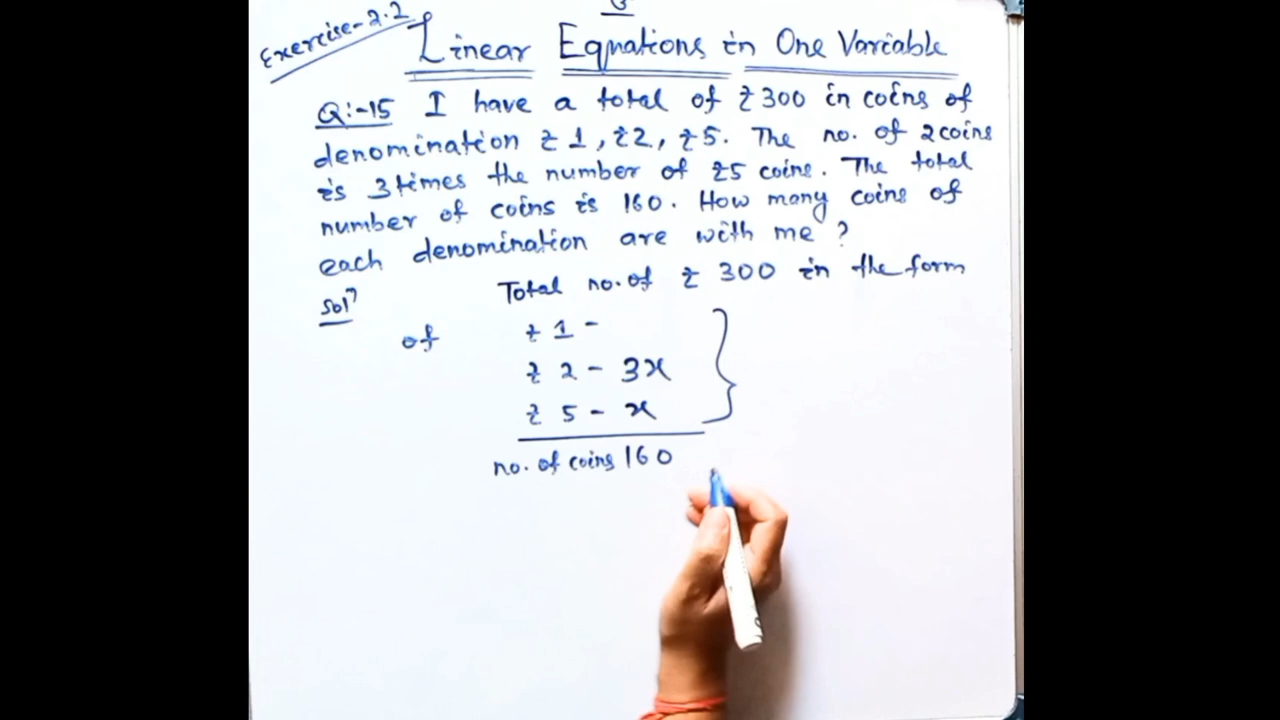 Exercise-2.2
Linear Equations in One Variable
Q:-15 I have a total of ₹300 in coins of
denomination ₹1, ₹2, ₹5. The no. of 2coins
is 3times the number of ₹5 coins. The total
number of coins is 160. How many coins of
each denomination are with me?
Solⁿ Total no. of ₹ 300 in the form
of ₹ 1 -
₹ 2 - 3x
₹ 5 - x
no. of coins 160